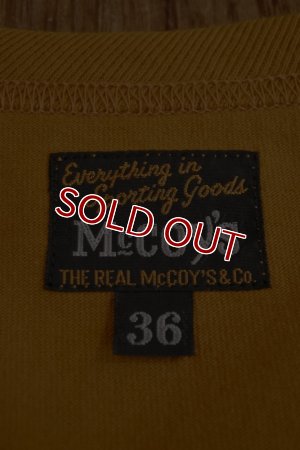 Everything in
Sporting Goods
SOLD OUT
McCoy's
THE REAL McCOY'S & Co.
36